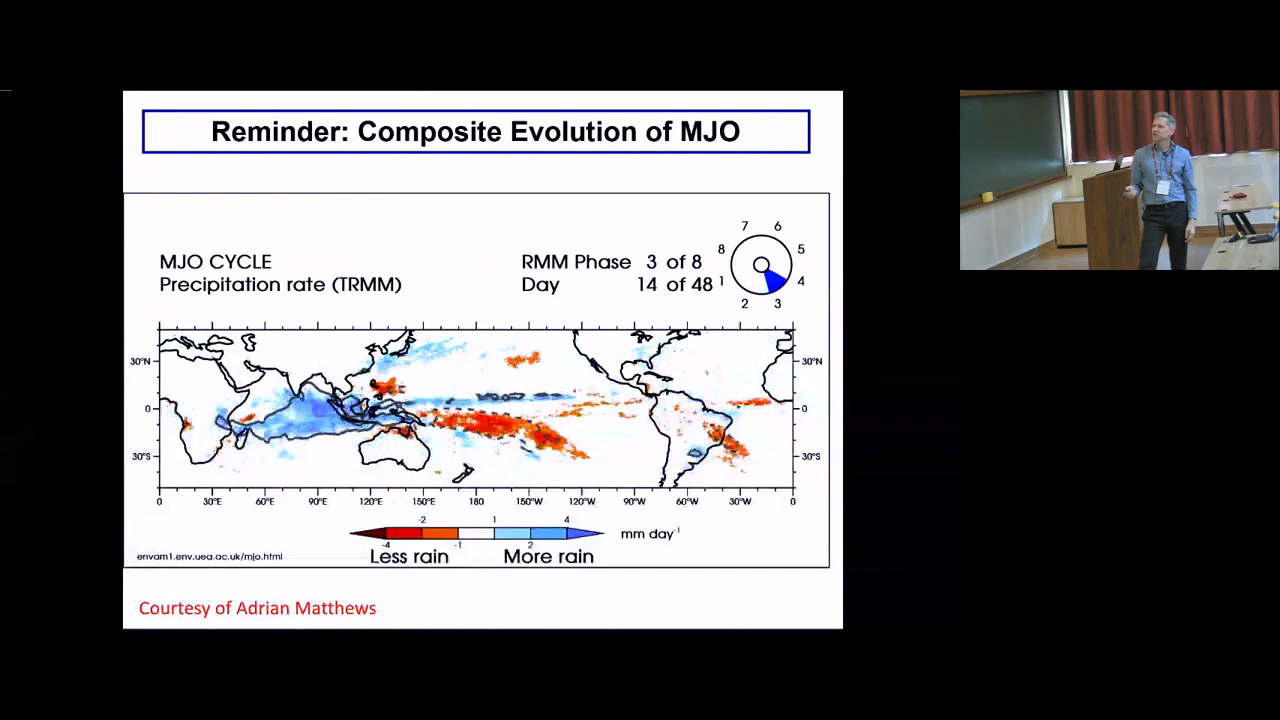 Reminder: Composite Evolution of MJO
MJO CYCLE
Precipitation rate (TRMM)
RMM Phase 3 of 8
Day 14 of 48
7 6
8 5
1 4
2 3
30°N 30°N
0 0
30°S 30°S
0 30°E 60°E 90°E 120°E 150°E 180 150°W 120°W 90°W 60°W 30°W 0
-2 1 4
mm day⁻¹
-4 -1 2
Less rain More rain
envam1.env.uea.ac.uk/mjo.html
Courtesy of Adrian Matthews